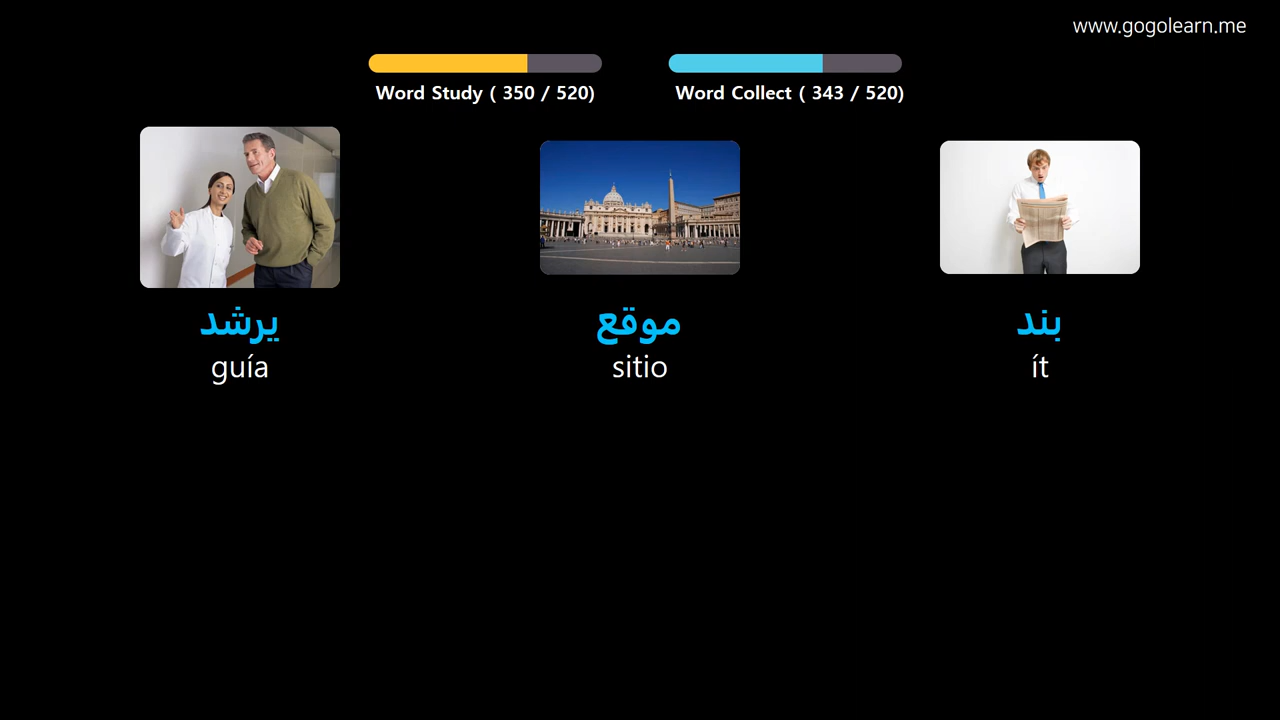 www.gogolearn.me
Word Study ( 350 / 520)
Word Collect ( 343 / 520)
يرشد
guía
موقع
sitio
بند
ít